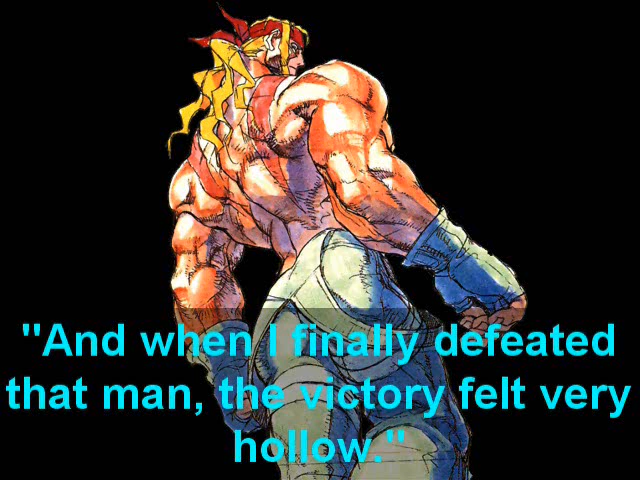 "And when I finally defeated
that man, the victory felt very
hollow."